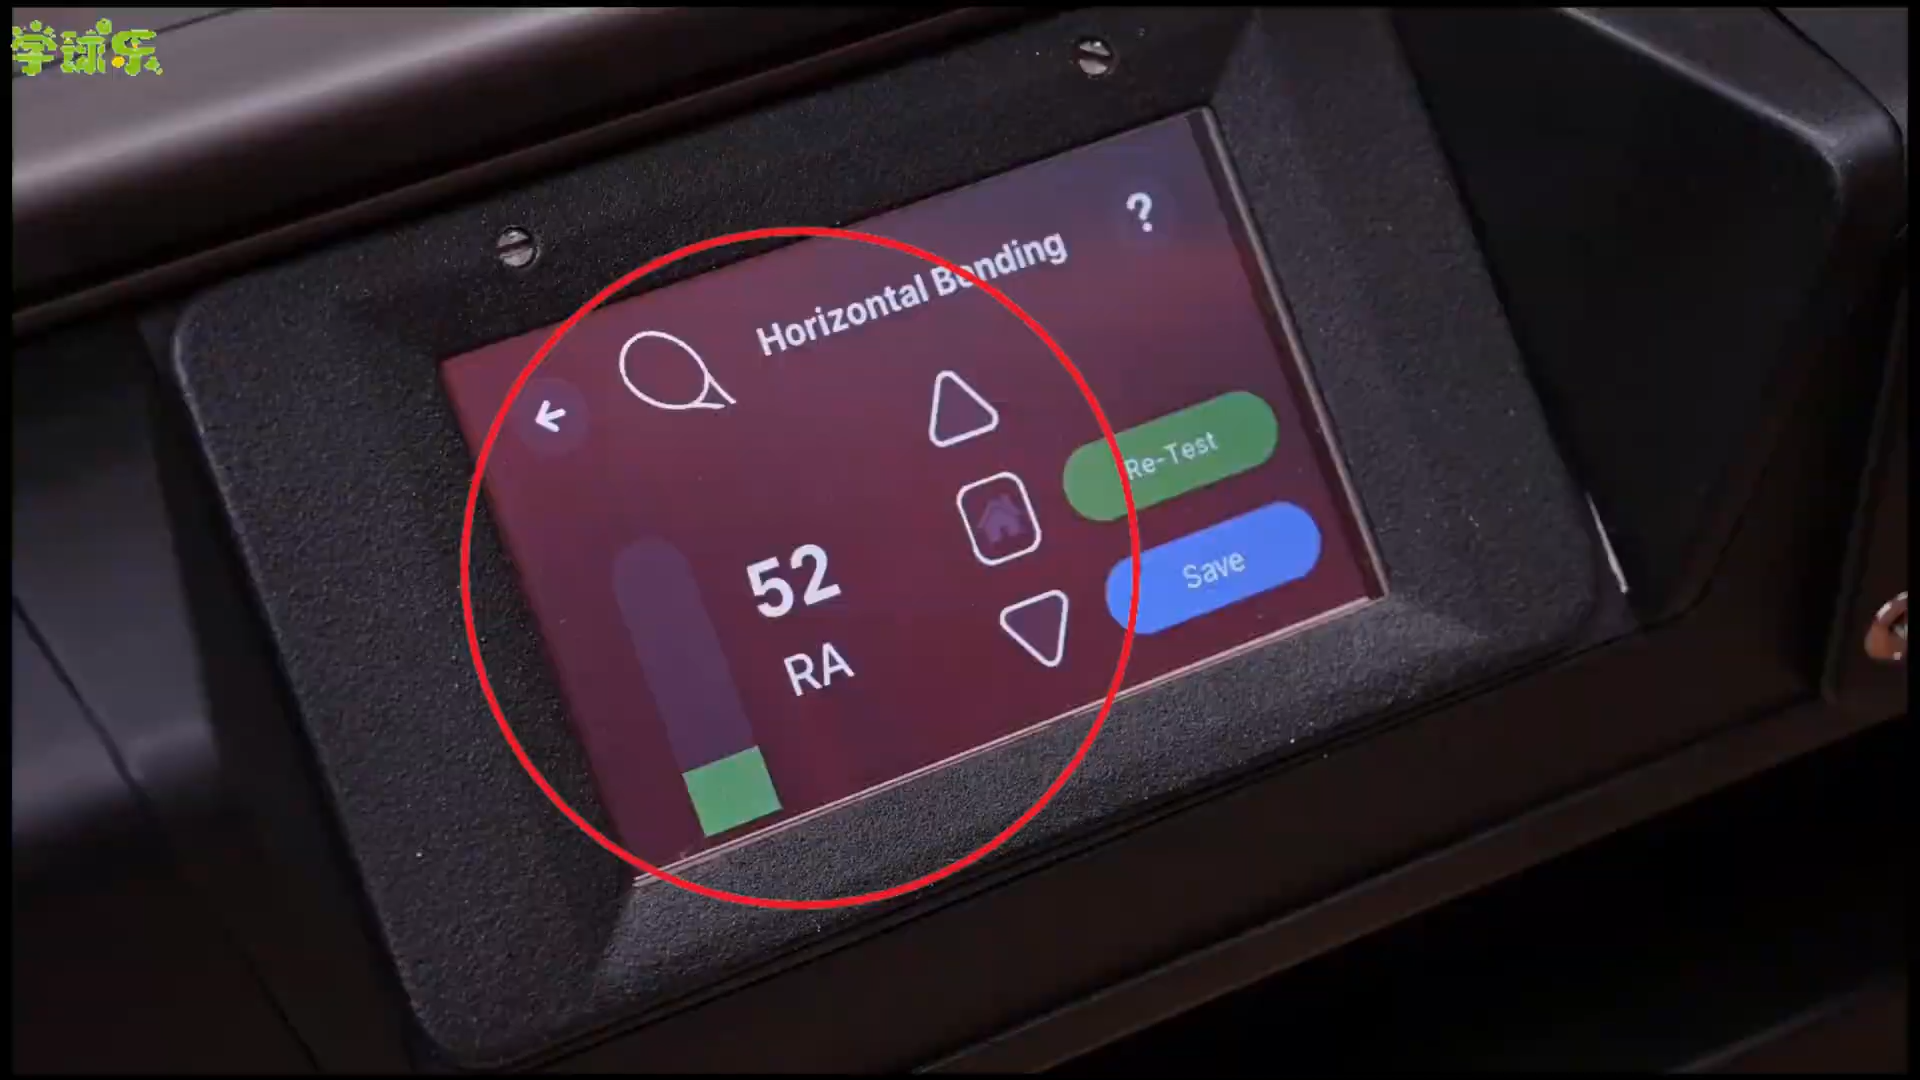 学球乐
?
Horizontal Bending
Re-Test
52
Save
RA